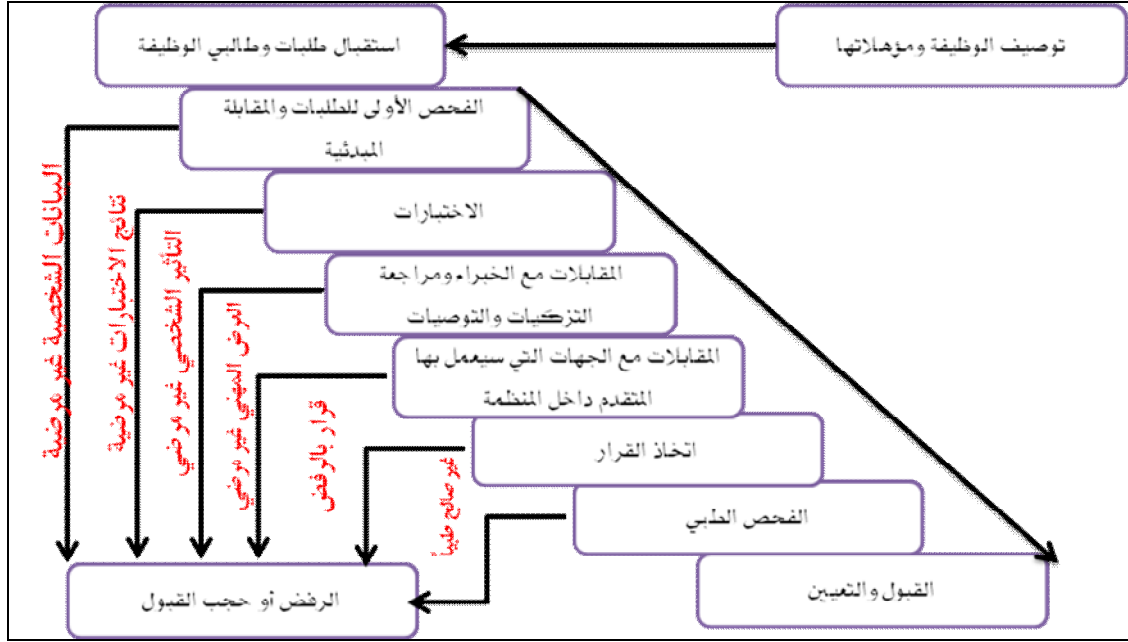 توصيف الوظيفة ومؤهلاتها
استقبال طلبات وطالبي الوظيفة
الفحص الأولى للطلبات والمقابلة
المبدئية
الاختبارات
المقابلات مع الخبراء ومراجعة
التزكيات والتوصيات
المقابلات مع الجهات التي سيعمل بها
المتقدم داخل المنظمة
اتخاذ القرار
الفحص الطبي
القبول والتعيين
الرفض أو حجب القبول
البيانات الشخصية غير مرضية
نتائج الاختبارات غير مرضية
التأثير الشخصي غير مرضي
العرض المهني غير مرضي
قرار بالرفض
غير صالح طبياً